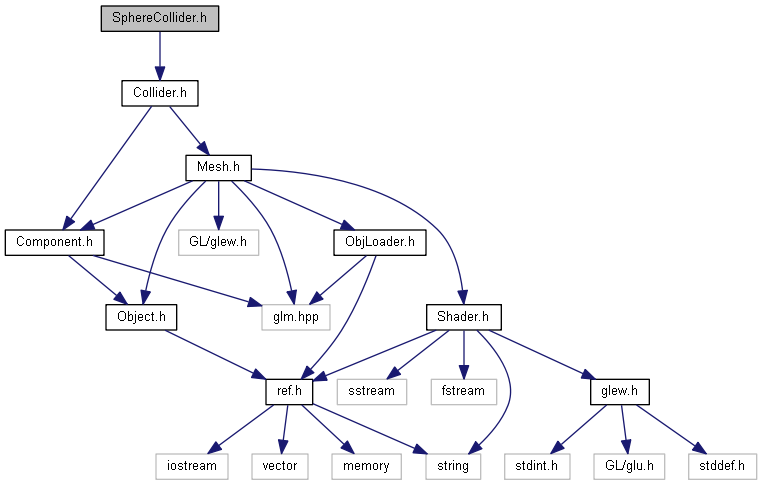 SphereCollider.h
Collider.h
Mesh.h
Component.h
GL/glew.h
ObjLoader.h
Object.h
glm.hpp
Shader.h
ref.h
sstream
fstream
glew.h
iostream
vector
memory
string
stdint.h
GL/glu.h
stddef.h